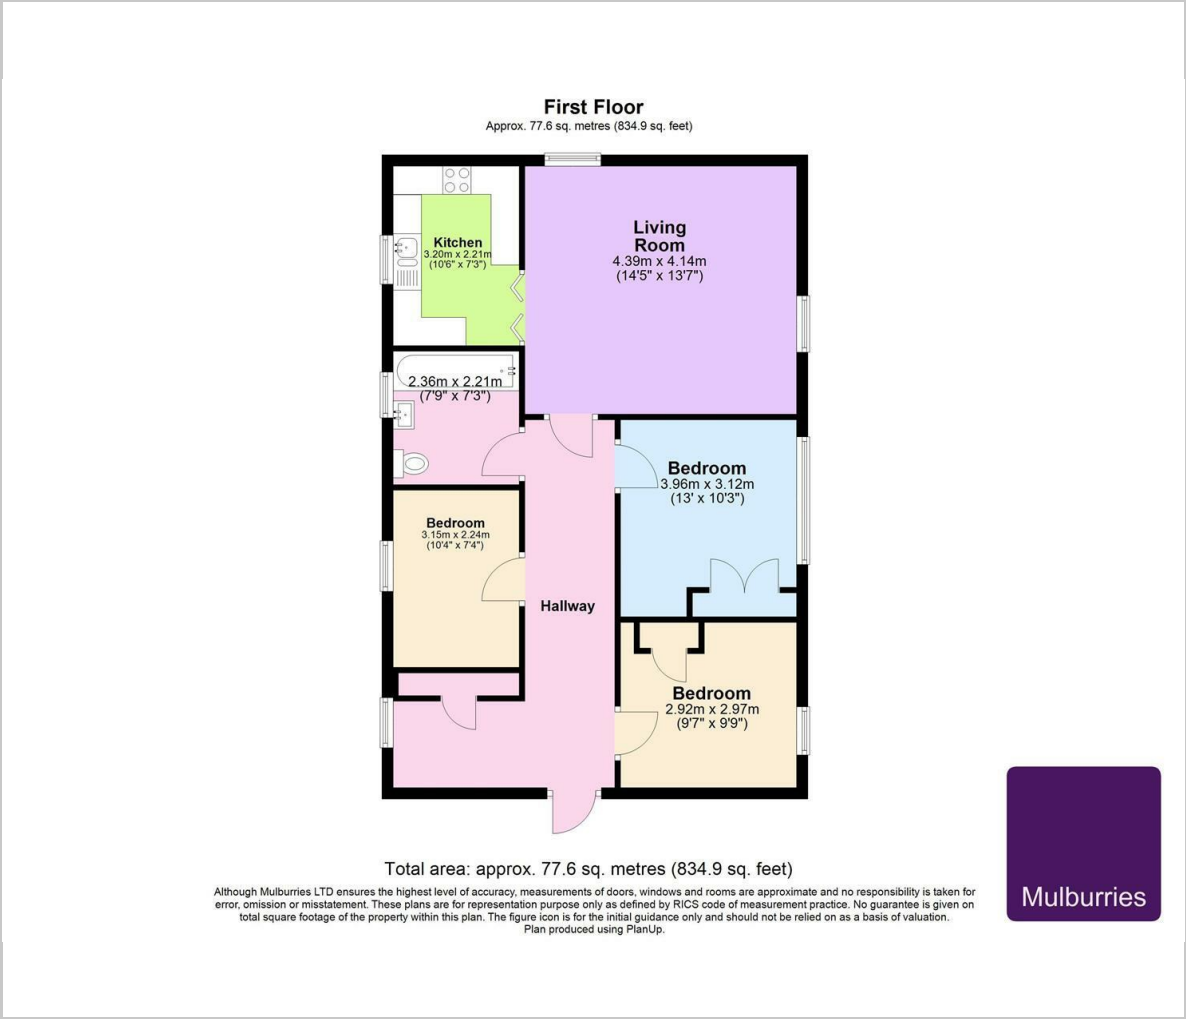 First Floor
Approx. 77.6 sq. metres (834.9 sq. feet)
Kitchen
3.20m x 2.21m
(10'6" x 7'3")
Living
Room
4.39m x 4.14m
(14'5" x 13'7")
2.36m x 2.21m
(7'9" x 7'3")
Bedroom
3.96m x 3.12m
(13' x 10'3")
Bedroom
3.15m x 2.24m
(10'4" x 7'4")
Hallway
Bedroom
2.92m x 2.97m
(9'7" x 9'9")
Total area: approx. 77.6 sq. metres (834.9 sq. feet)
Although Mulburries LTD ensures the highest level of accuracy, measurements of doors, windows and rooms are approximate and no responsibility is taken for
error, omission or misstatement. These plans are for representation purpose only as defined by RICS code of measurement practice. No guarantee is given on
total square footage of the property within this plan. The figure icon is for the initial guidance only and should not be relied on as a basis of valuation.
Plan produced using PlanUp.
Mulburries